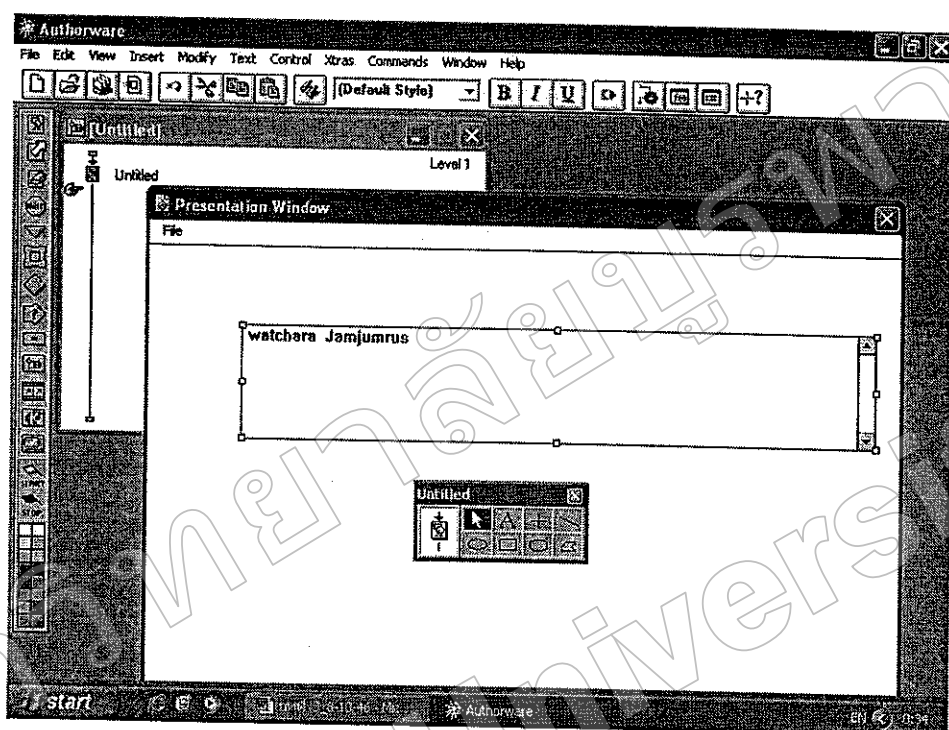 Authorware
File Edit View Insert Modify Text Control Xtras Commands Window Help
(Default Style) B I U
[Untitled]
Level 1
Untitled
Presentation Window
File
watchara Jamjumrus
Untitled
start
Authorware
EN